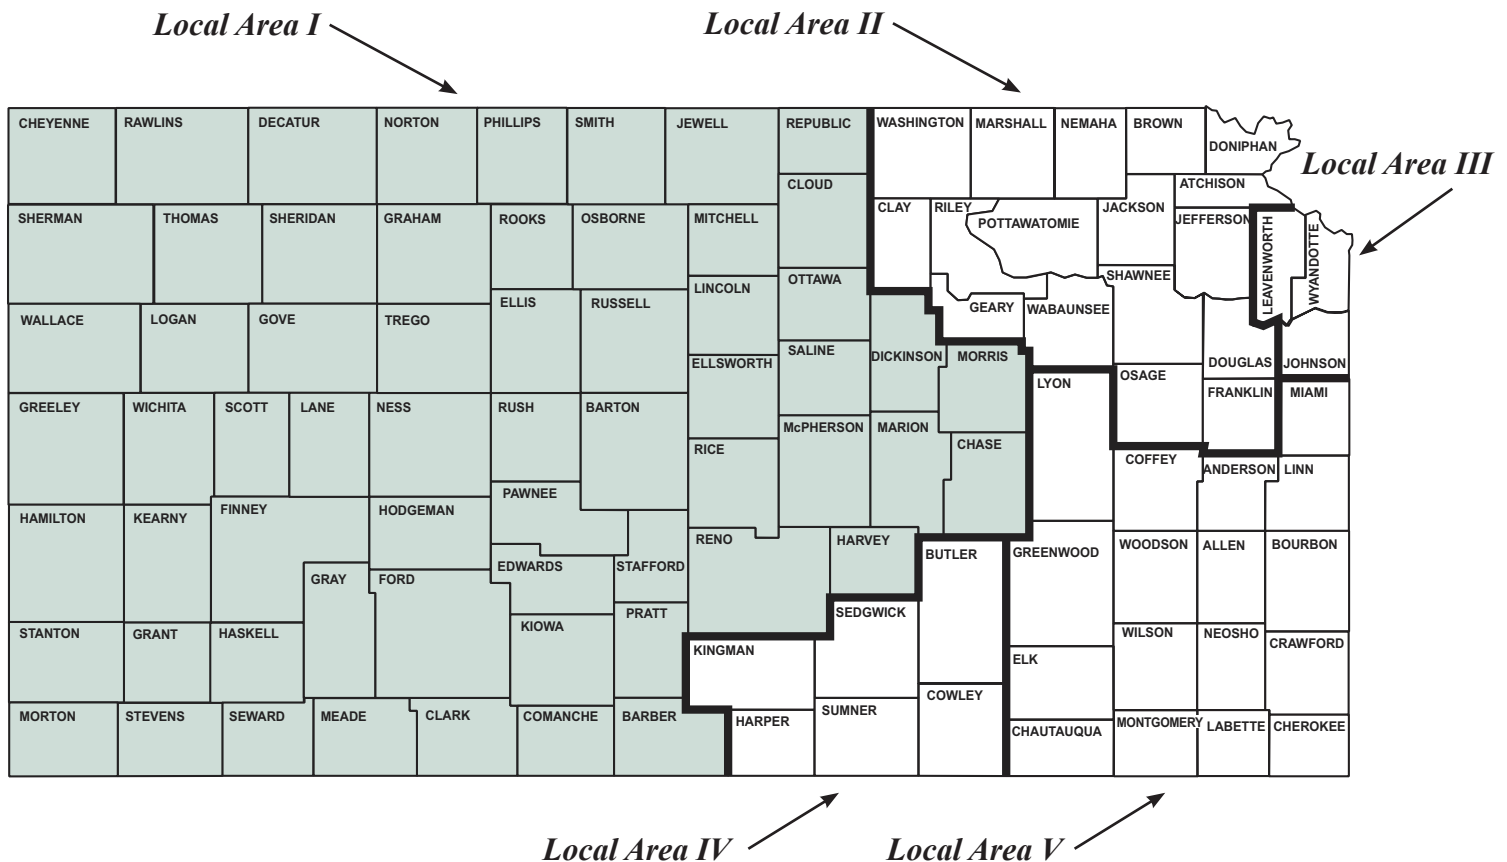 Local Area I
Local Area II
CHEYENNE RAWLINS DECATUR NORTON PHILLIPS SMITH JEWELL REPUBLIC WASHINGTON MARSHALL NEMAHA BROWN
DONIPHAN
Local Area III
CLOUD ATCHISON
SHERMAN THOMAS SHERIDAN GRAHAM ROOKS OSBORNE MITCHELL CLAY RILEY POTTAWATOMIE JACKSON JEFFERSON
LEAVENWORTH
WYANDOTTE
OTTAWA SHAWNEE
LINCOLN
ELLIS RUSSELL
GEARY WABAUNSEE
WALLACE LOGAN GOVE TREGO
SALINE DICKINSON MORRIS
ELLSWORTH DOUGLAS JOHNSON
LYON OSAGE
FRANKLIN MIAMI
GREELEY WICHITA SCOTT LANE NESS RUSH BARTON
McPHERSON MARION
RICE CHASE
COFFEY ANDERSON LINN
PAWNEE
HAMILTON KEARNY FINNEY HODGEMAN
RENO HARVEY
BUTLER GREENWOOD WOODSON ALLEN BOURBON
GRAY FORD EDWARDS STAFFORD
PRATT SEDGWICK
STANTON GRANT HASKELL KIOWA
WILSON NEOSHO CRAWFORD
KINGMAN ELK
COWLEY
MORTON STEVENS SEWARD MEADE CLARK COMANCHE BARBER HARPER SUMNER
CHAUTAUQUA MONTGOMERY LABETTE CHEROKEE
Local Area IV
Local Area V